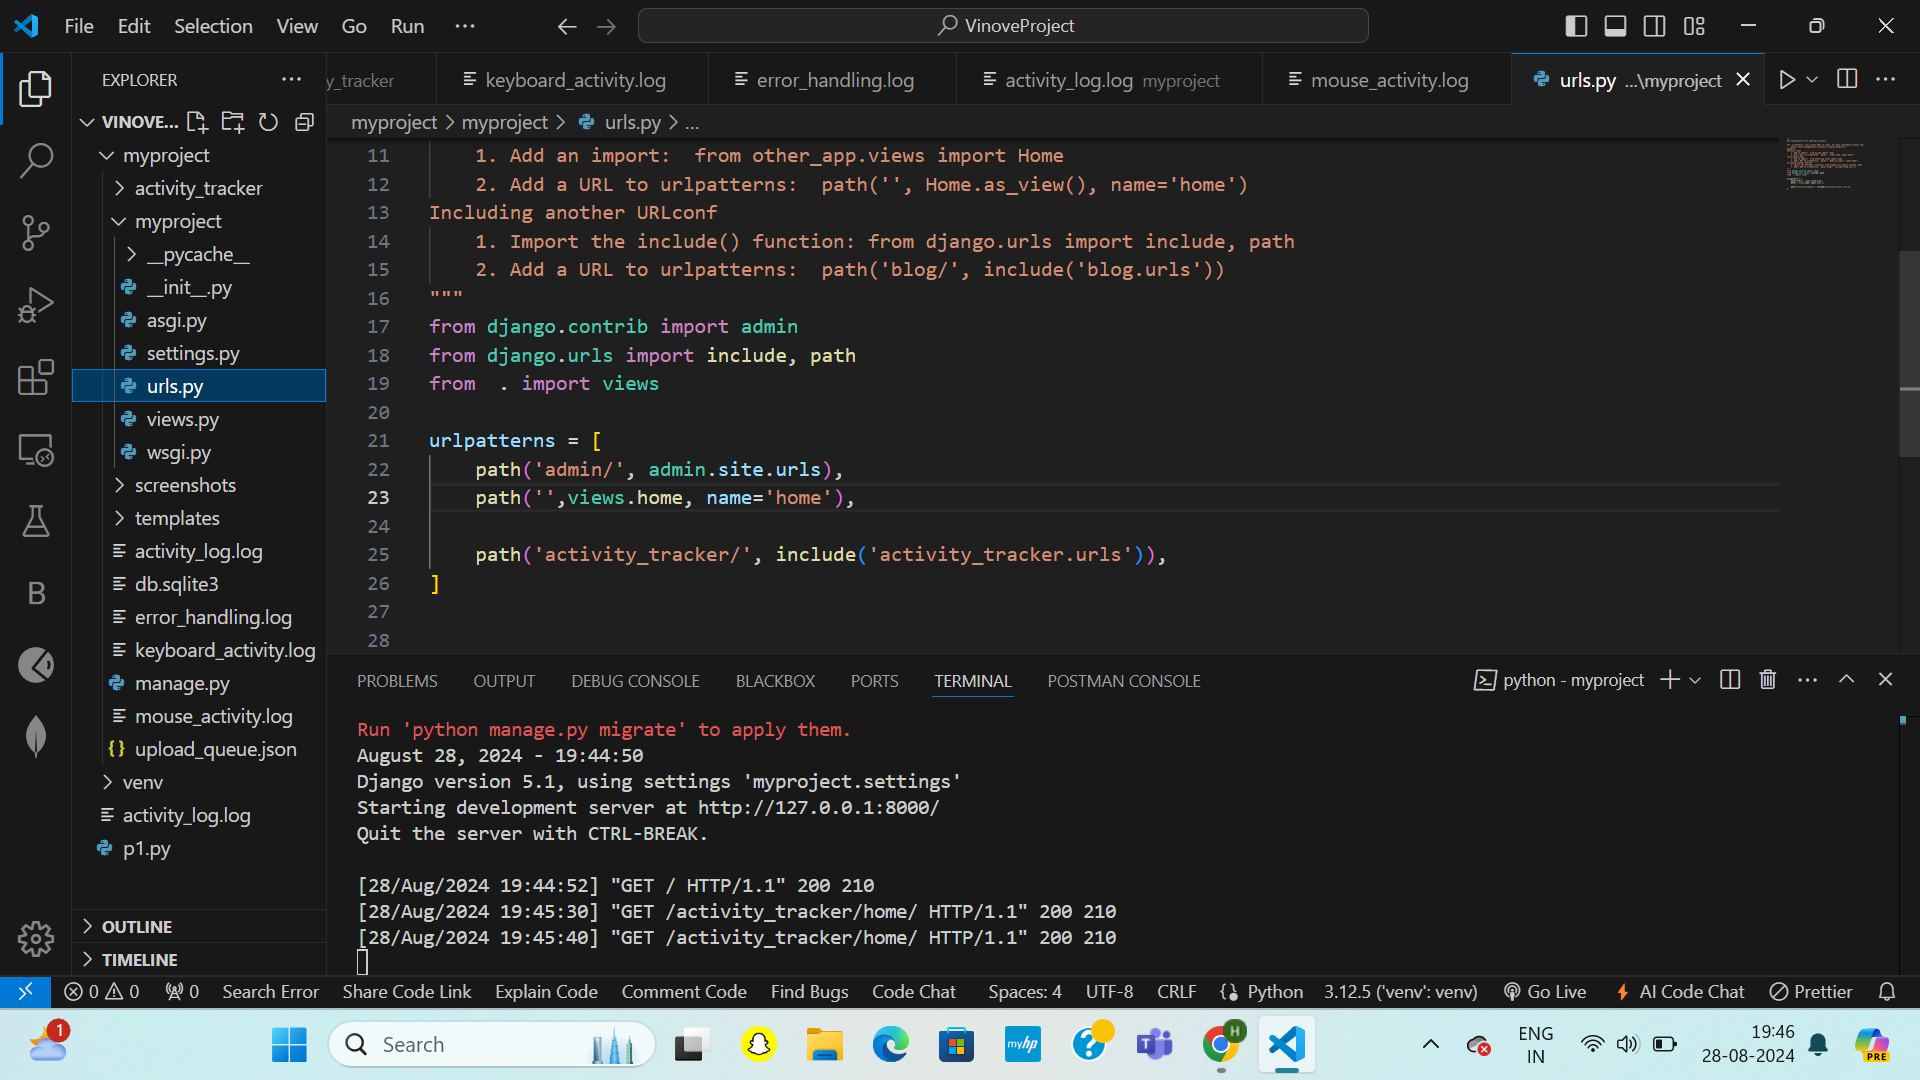 File Edit Selection View Go Run ··· VinoveProject
EXPLORER ···
y_tracker keyboard_activity.log error_handling.log activity_log.log myproject mouse_activity.log urls.py ...\myproject
VINOVE...
myproject > myproject > urls.py > ...
myproject
activity_tracker
myproject
__pycache__
__init__.py
asgi.py
settings.py
urls.py
views.py
wsgi.py
screenshots
templates
activity_log.log
db.sqlite3
error_handling.log
keyboard_activity.log
manage.py
mouse_activity.log
{} upload_queue.json
venv
activity_log.log
p1.py
OUTLINE
TIMELINE
11     1. Add an import:  from other_app.views import Home
12     2. Add a URL to urlpatterns:  path('', Home.as_view(), name='home')
13 Including another URLconf
14     1. Import the include() function: from django.urls import include, path
15     2. Add a URL to urlpatterns:  path('blog/', include('blog.urls'))
16 """
17 from django.contrib import admin
18 from django.urls import include, path
19 from  . import views
20
21 urlpatterns = [
22     path('admin/', admin.site.urls),
23     path('',views.home, name='home'),
24
25     path('activity_tracker/', include('activity_tracker.urls')),
26 ]
27
28
PROBLEMS OUTPUT DEBUG CONSOLE BLACKBOX PORTS TERMINAL POSTMAN CONSOLE python - myproject
Run 'python manage.py migrate' to apply them.
August 28, 2024 - 19:44:50
Django version 5.1, using settings 'myproject.settings'
Starting development server at http://127.0.0.1:8000/
Quit the server with CTRL-BREAK.
[28/Aug/2024 19:44:52] "GET / HTTP/1.1" 200 210
[28/Aug/2024 19:45:30] "GET /activity_tracker/home/ HTTP/1.1" 200 210
[28/Aug/2024 19:45:40] "GET /activity_tracker/home/ HTTP/1.1" 200 210
0 0 0 Search Error Share Code Link Explain Code Comment Code Find Bugs Code Chat Spaces: 4 UTF-8 CRLF Python 3.12.5 ('venv': venv) Go Live AI Code Chat Prettier
1 Search myhp H ENG 19:46
IN 28-08-2024 PRE